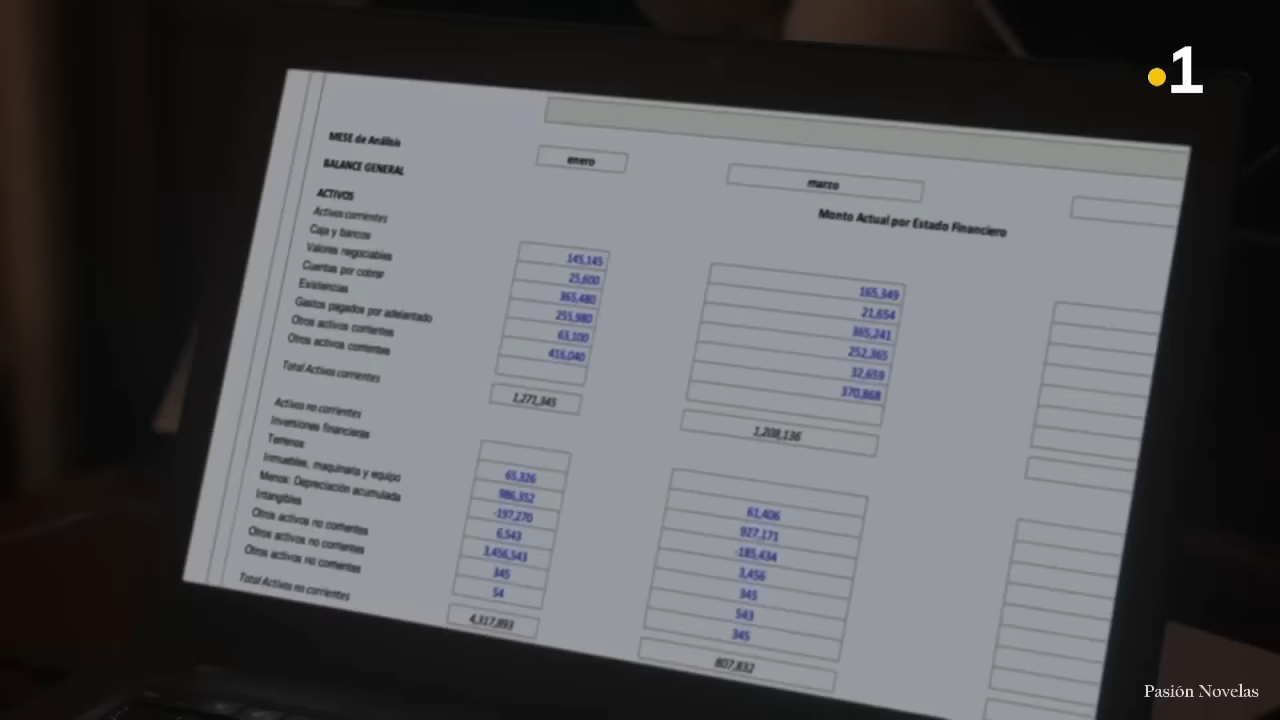 1
MESE de Análisis
enero
marzo
BALANCE GENERAL
Monto Actual por Estado Financiero
ACTIVOS
Activos corrientes
Caja y bancos 145,145 165,349
Valores negociables 25,600 21,654
Cuentas por cobrar 365,480 365,241
Existencias 255,980 252,365
Gastos pagados por adelantado 63,100 32,659
Otros activos corrientes 416,040 370,868
Otros activos corrientes
Total Activos corrientes 1,271,345 1,208,136
Activos no corrientes
Inversiones financieras
Terrenos 65,326 61,406
Inmuebles, maquinaria y equipo 986,352 927,171
Menos: Depreciación acumulada -197,270 -185,434
Intangibles 6,543 3,456
Otros activos no corrientes 3,456,543 345
Otros activos no corrientes 345 543
Otros activos no corrientes 54 345
Total Activos no corrientes 4,317,893 807,832
Pasión Novelas